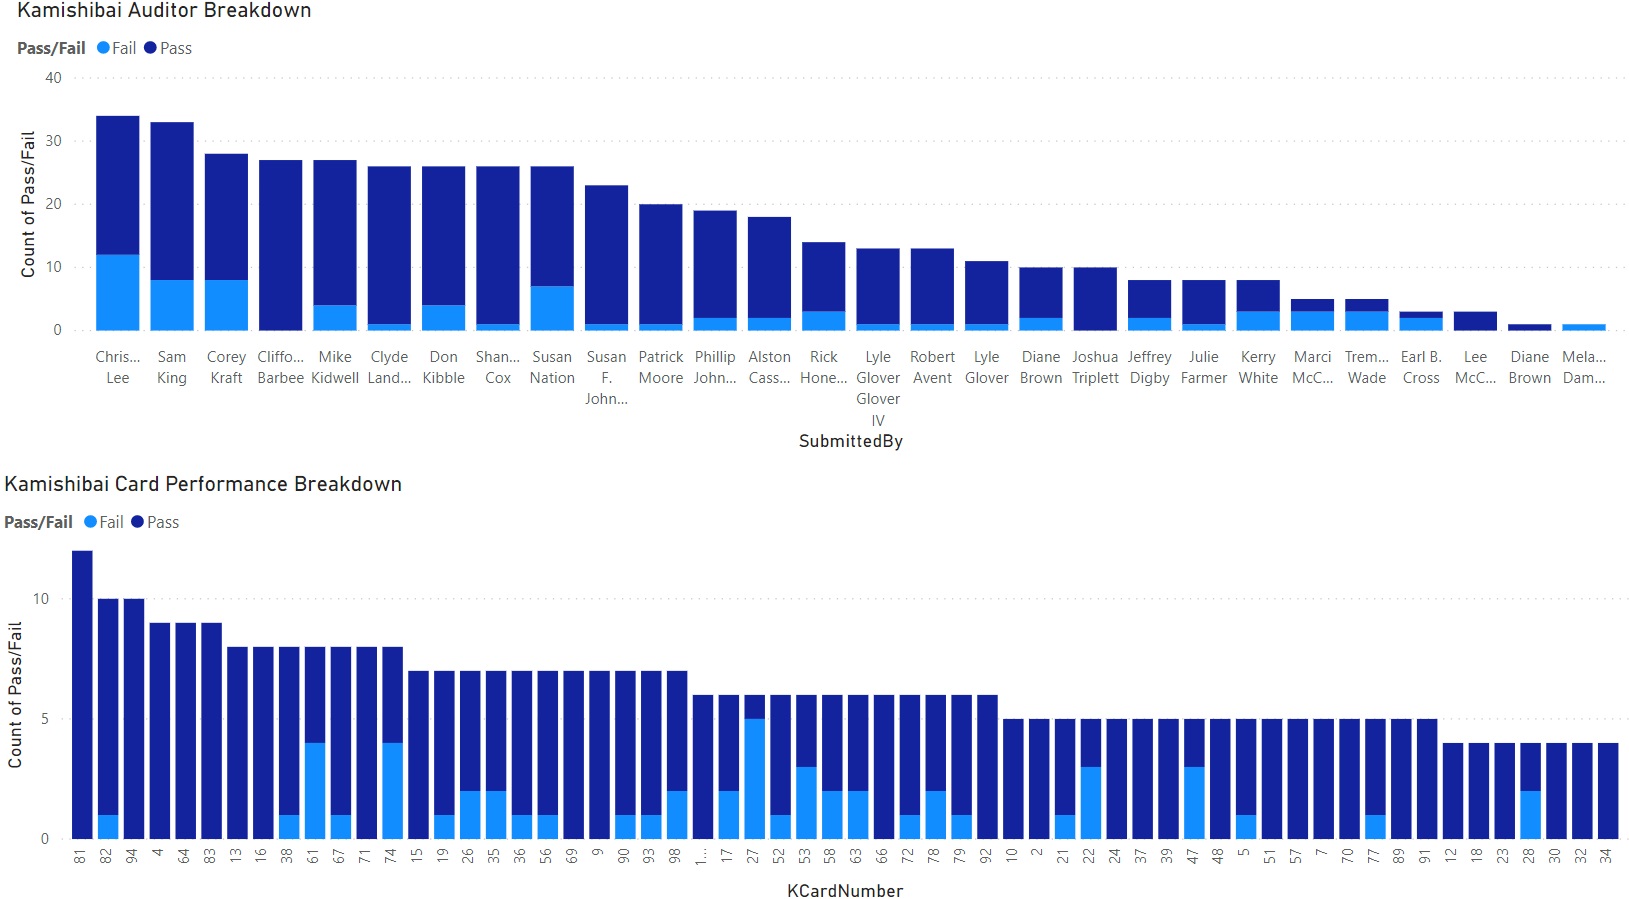 Kamishibai Auditor Breakdown
Pass/Fail Fail Pass
Count of Pass/Fail
40
30
20
10
0
Chris... Sam Corey Cliffo... Mike Clyde Don Shan... Susan Susan Patrick Phillip Alston Rick Lyle Robert Lyle Diane Joshua Jeffrey Julie Kerry Marci Trem... Earl B. Lee Diane Mela...
Lee King Kraft Barbee Kidwell Land... Kibble Cox Nation F. Moore John... Cass... Hone... Glover Avent Glover Brown Triplett Digby Farmer White McC... Wade Cross McC... Brown Dam...
John... Glover
IV
SubmittedBy
Kamishibai Card Performance Breakdown
Pass/Fail Fail Pass
Count of Pass/Fail
10
5
0
81 82 94 4 64 83 13 16 38 61 67 71 74 15 19 26 35 36 56 69 9 90 93 98 1... 17 27 52 53 58 63 66 72 78 79 92 10 2 21 22 24 37 39 47 48 5 51 57 7 70 77 89 91 12 18 23 28 30 32 34
KCardNumber